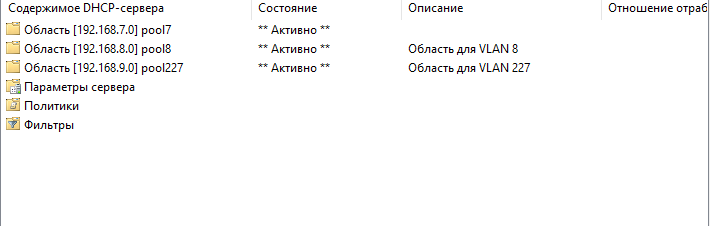 Содержимое DHCP-сервера Состояние Описание Отношение отраб
Область [192.168.7.0] pool7 ** Активно **
Область [192.168.8.0] pool8 ** Активно ** Область для VLAN 8
Область [192.168.9.0] pool227 ** Активно ** Область для VLAN 227
Параметры сервера
Политики
Фильтры